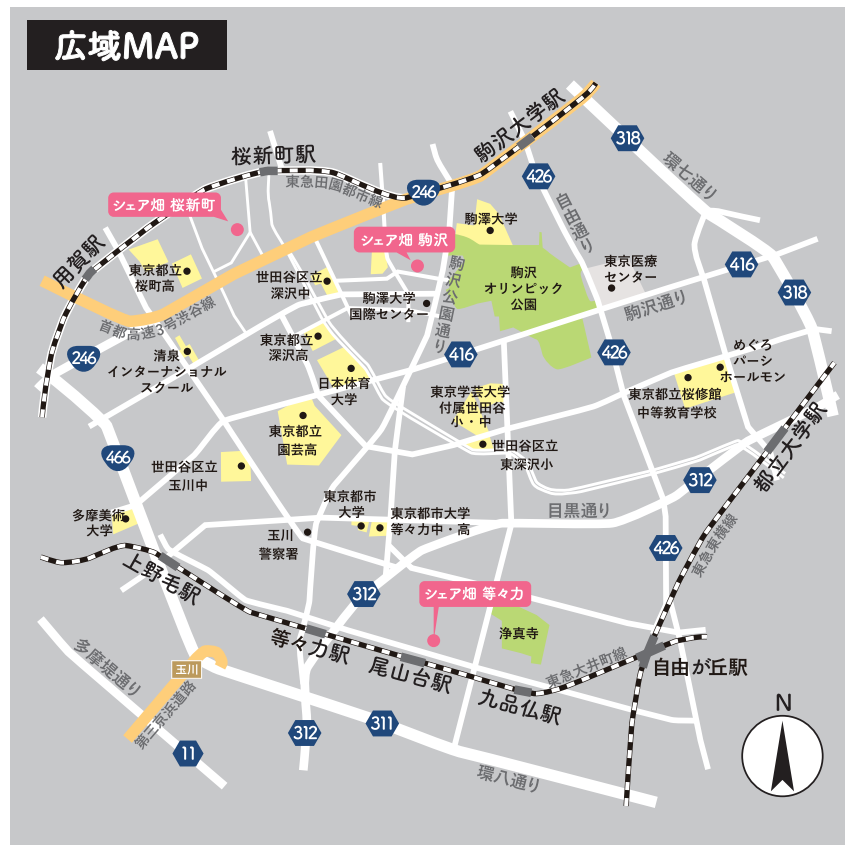 広域MAP
駒沢大学駅
318
桜新町駅
426
環七通り
東急田園都市線
246
シェア畑 桜新町
自由通り
駒澤大学
シェア畑 駒沢
用賀駅
東京都立
桜町高
世田谷区立
深沢中
駒沢公園通り
駒沢
オリンピック
公園
東京医療
センター
416
318
駒澤大学
国際センター
駒沢通り
首都高速3号渋谷線
246
清泉
インターナショナル
スクール
東京都立
深沢高
416
426
めぐろ
パーシ
ホールモン
日本体育
大学
東京学芸大学
付属世田谷
小・中
東京都立桜修館
中等教育学校
東京都立
園芸高
世田谷区立
東深沢小
都立大学駅
466
世田谷区立
玉川中
312
多摩美術
大学
東京都市
大学
東京都市大学
等々力中・高
目黒通り
玉川
警察署
426
東急東横線
上野毛駅
312
シェア畑 等々力
浄真寺
等々力駅
尾山台駅
九品仏駅
東急大井町線
自由が丘駅
多摩堤通り
玉川
第三京浜道路
11
312
311
環八通り
N